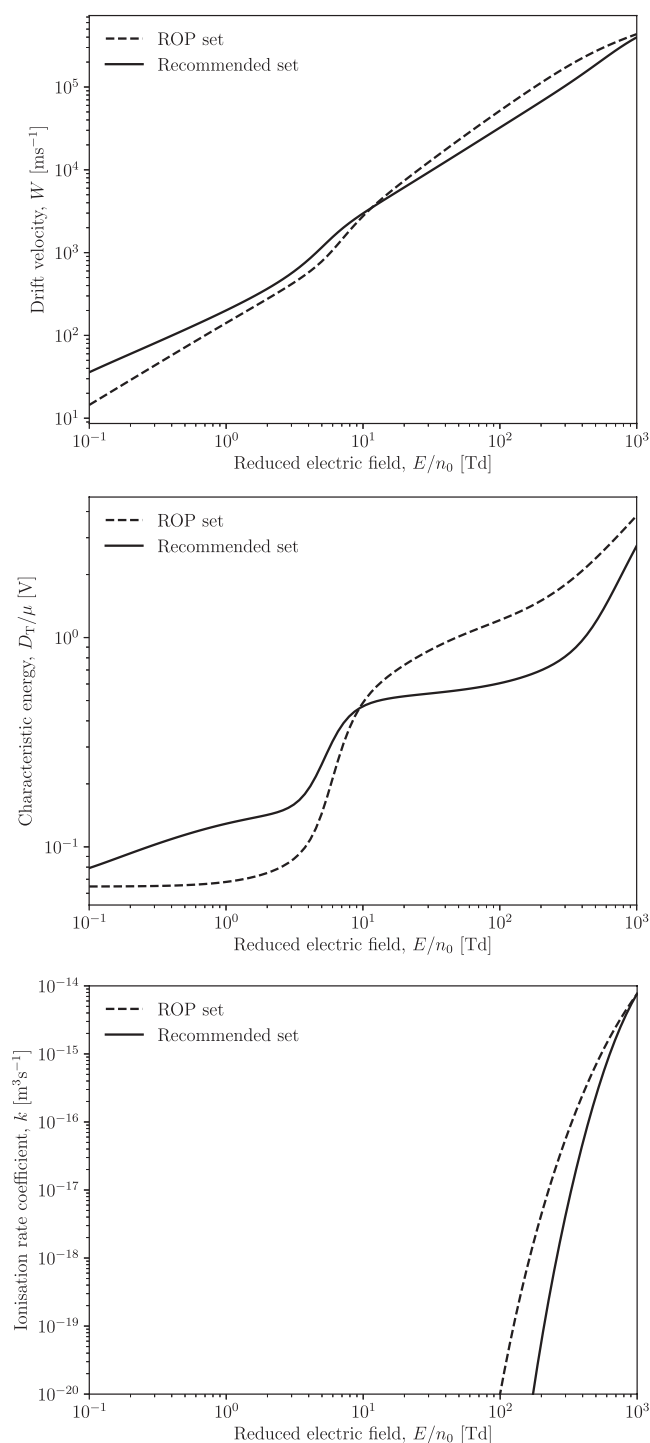 ROP set
Recommended set
10⁵
10⁴
10³
10²
10¹
Drift velocity, W [ms⁻¹]
10⁻¹ 10⁰ 10¹ 10² 10³
Reduced electric field, E/n₀ [Td]
ROP set
Recommended set
10⁰
10⁻¹
Characteristic energy, D_T/μ [V]
10⁻¹ 10⁰ 10¹ 10² 10³
Reduced electric field, E/n₀ [Td]
10⁻¹⁴
ROP set
Recommended set
10⁻¹⁵
10⁻¹⁶
10⁻¹⁷
10⁻¹⁸
10⁻¹⁹
10⁻²⁰
Ionisation rate coefficient, k [m³s⁻¹]
10⁻¹ 10⁰ 10¹ 10² 10³
Reduced electric field, E/n₀ [Td]